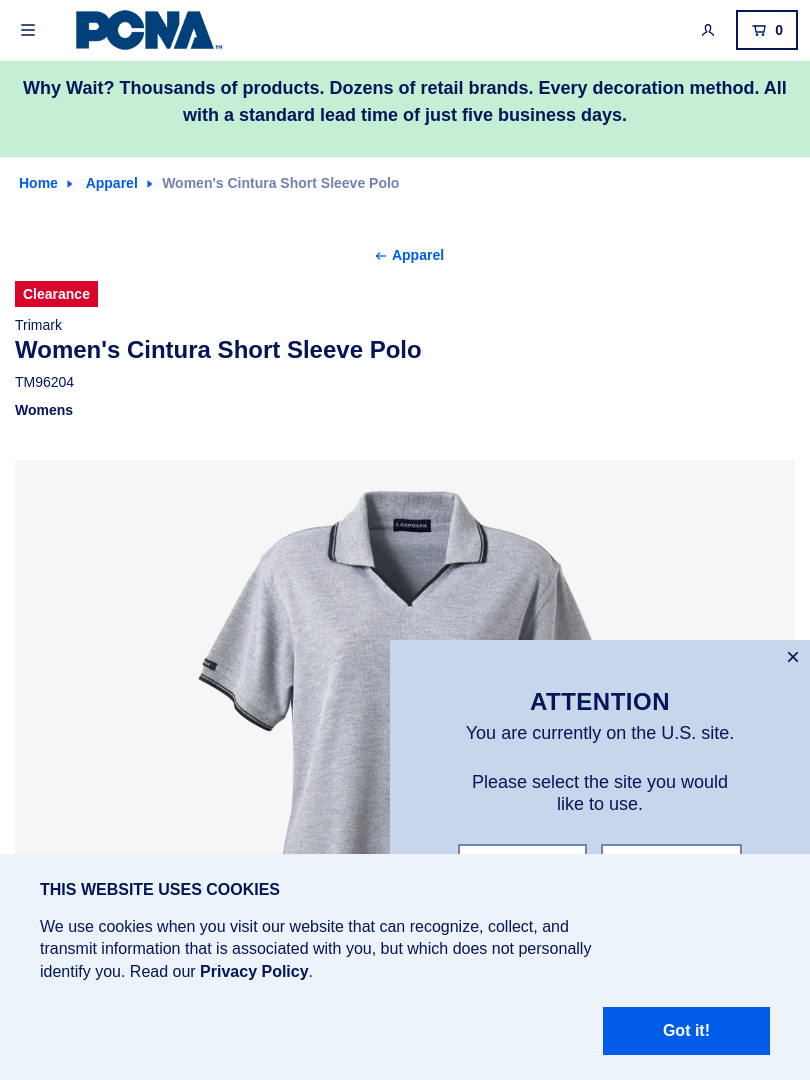 PCNA™
0
Why Wait? Thousands of products. Dozens of retail brands. Every decoration method. All
with a standard lead time of just five business days.
Home Apparel Women's Cintura Short Sleeve Polo
Apparel
Clearance
Trimark
Women's Cintura Short Sleeve Polo
TM96204
Womens
LANDMARK
ATTENTION
You are currently on the U.S. site.
Please select the site you would
like to use.
THIS WEBSITE USES COOKIES
We use cookies when you visit our website that can recognize, collect, and
transmit information that is associated with you, but which does not personally
identify you. Read our Privacy Policy.
Got it!